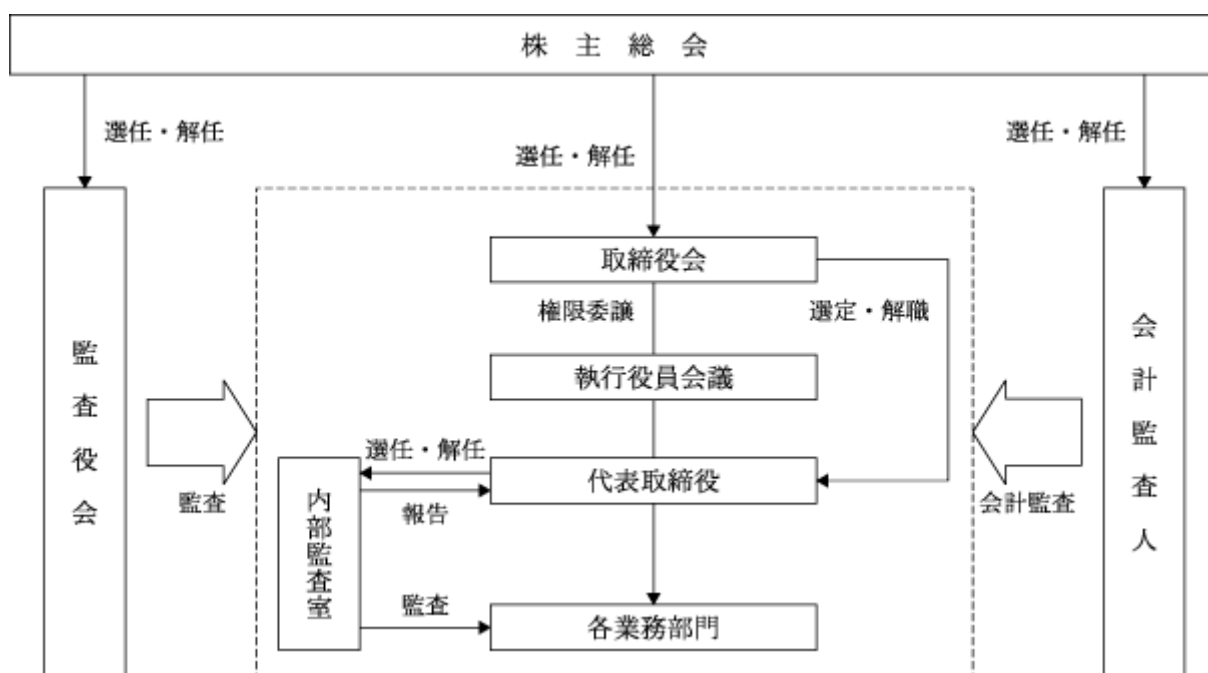 株主総会
選任・解任
選任・解任
選任・解任
取締役会
権限委譲
選定・解職
執行役員会議
選任・解任
代表取締役
報告
内部監査室
監査
各業務部門
監査役会
監査
会計監査
会計監査人